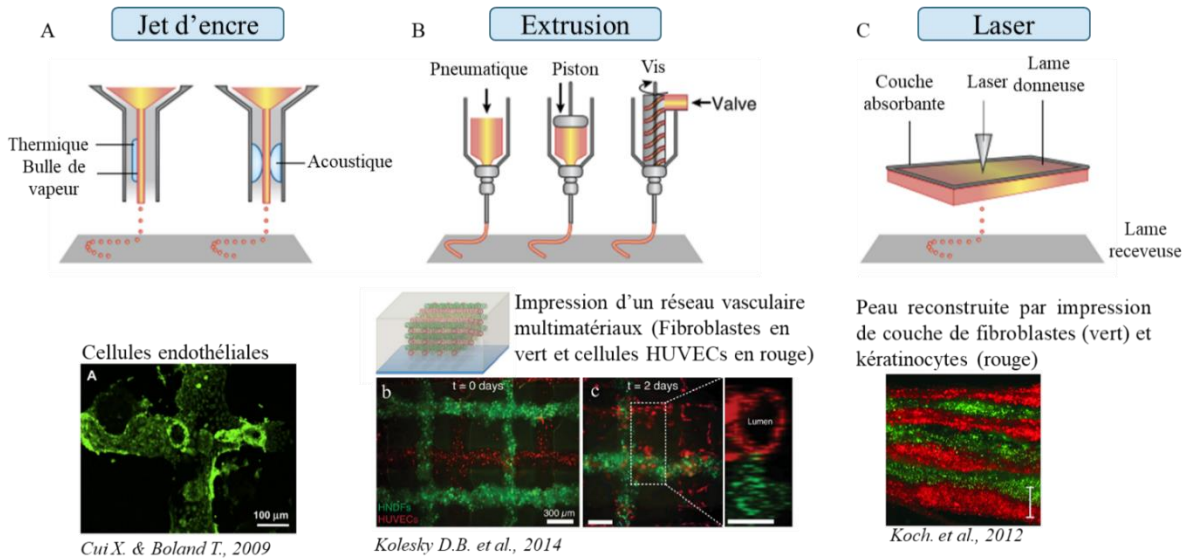 A
Jet d'encre
Thermique
Bulle de
vapeur
Acoustique
Cellules endothéliales
A
100 µm
Cui X. & Boland T., 2009
B
Extrusion
Pneumatique
Piston
Vis
Valve
Impression d'un réseau vasculaire
multimatériaux (Fibroblastes en
vert et cellules HUVECs en rouge)
b
t = 0 days
HNDFs
HUVECs
300 µm
c
t = 2 days
Lumen
Kolesky D.B. et al., 2014
C
Laser
Couche
absorbante
Laser
Lame
donneuse
Lame
receveuse
Peau reconstruite par impression
de couche de fibroblastes (vert) et
kératinocytes (rouge)
Koch. et al., 2012